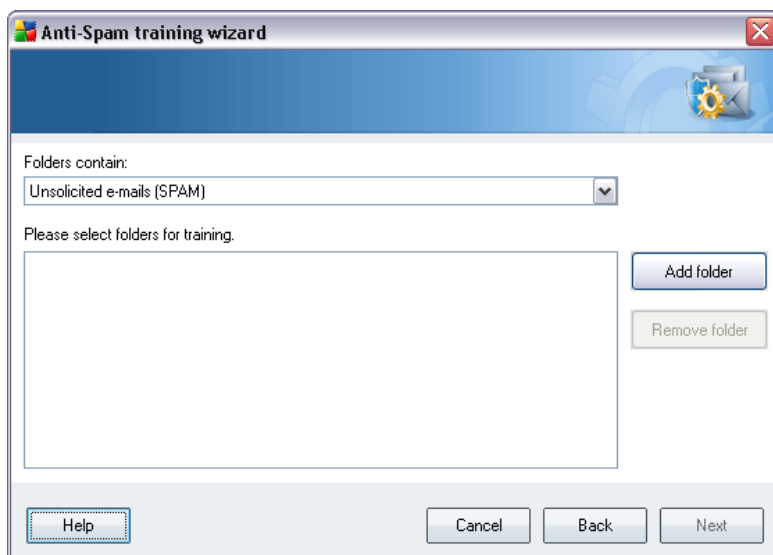 Anti-Spam training wizard
Folders contain:
Unsolicited e-mails (SPAM)
Please select folders for training.
Add folder
Remove folder
Help
Cancel
Back
Next